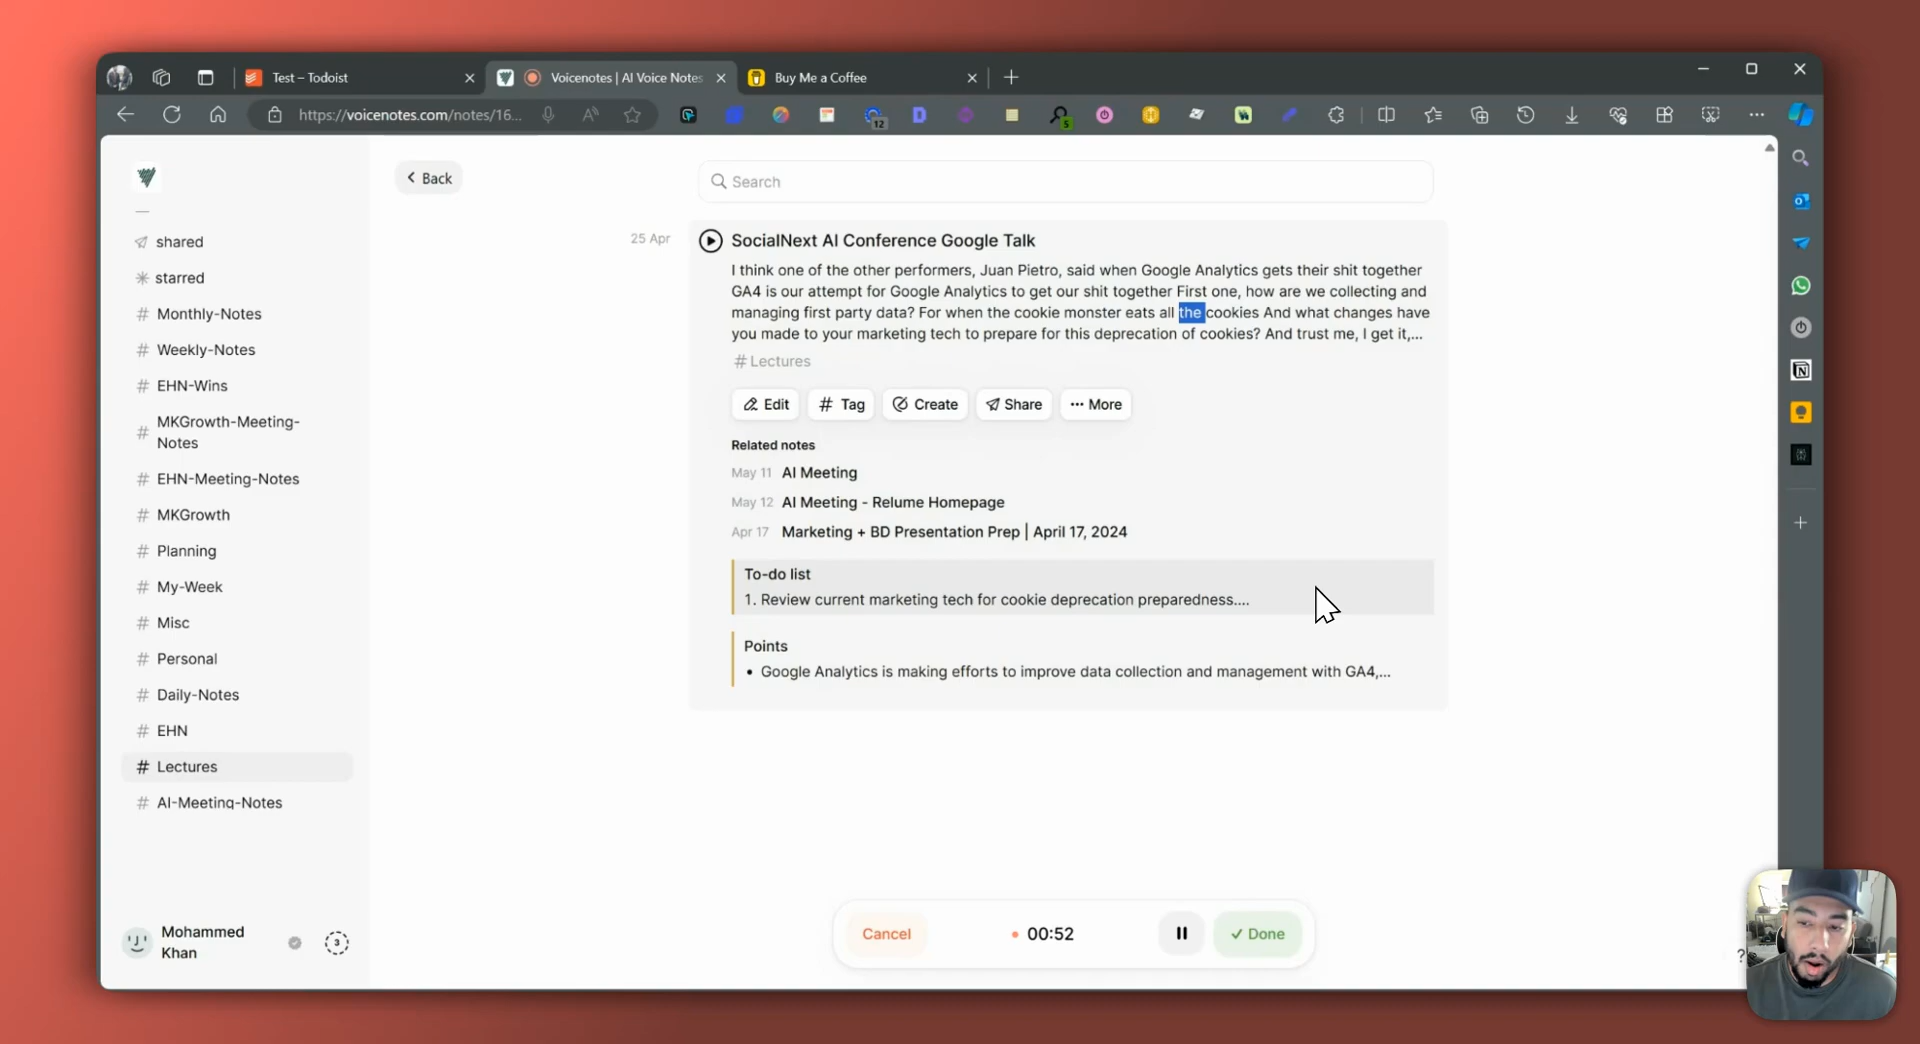 Test – Todoist
Voicenotes | AI Voice Notes
Buy Me a Coffee
https://voicenotes.com/notes/16...
12
5
Back
Search
shared
starred
# Monthly-Notes
# Weekly-Notes
# EHN-Wins
# MKGrowth-Meeting-
Notes
# EHN-Meeting-Notes
# MKGrowth
# Planning
# My-Week
# Misc
# Personal
# Daily-Notes
# EHN
# Lectures
# AI-Meeting-Notes
Mohammed
Khan
3
25 Apr
SocialNext AI Conference Google Talk
I think one of the other performers, Juan Pietro, said when Google Analytics gets their shit together
GA4 is our attempt for Google Analytics to get our shit together First one, how are we collecting and
managing first party data? For when the cookie monster eats all the cookies And what changes have
you made to your marketing tech to prepare for this deprecation of cookies? And trust me, I get it,...
# Lectures
Edit
# Tag
Create
Share
More
Related notes
May 11 AI Meeting
May 12 AI Meeting - Relume Homepage
Apr 17 Marketing + BD Presentation Prep | April 17, 2024
To-do list
1. Review current marketing tech for cookie deprecation preparedness....
Points
• Google Analytics is making efforts to improve data collection and management with GA4,...
Cancel
00:52
Done
?